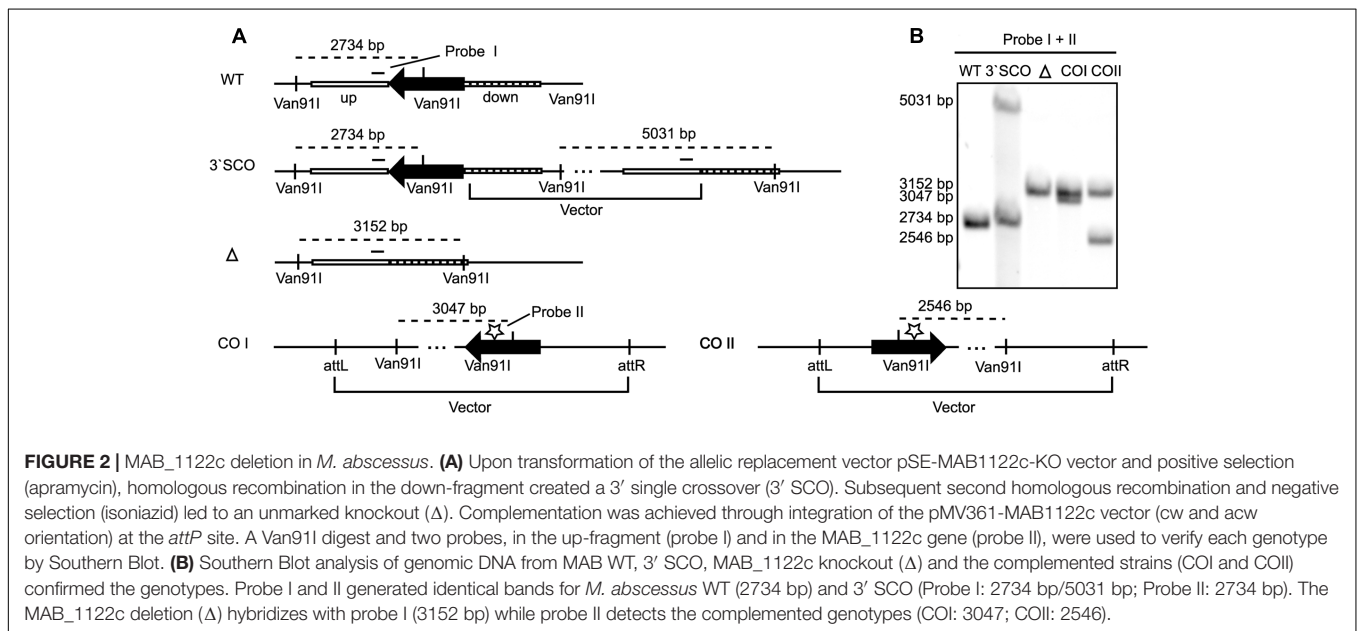 A
2734 bp
Probe I
WT
Van91I
up
Van91I
down
Van91I
2734 bp
5031 bp
3`SCO
Van91I
Van91I
Van91I
Van91I
...
Vector
3152 bp
Δ
Van91I
Van91I
3047 bp
Probe II
CO I
...
attL
Van91I
Van91I
attR
Vector
2546 bp
CO II
...
attL
Van91I
Van91I
attR
Vector
B
Probe I + II
WT 3`SCO Δ COI COII
5031 bp
3152 bp
3047 bp
2734 bp
2546 bp
FIGURE 2 | MAB_1122c deletion in M. abscessus. (A) Upon transformation of the allelic replacement vector pSE-MAB1122c-KO vector and positive selection
(apramycin), homologous recombination in the down-fragment created a 3′ single crossover (3′ SCO). Subsequent second homologous recombination and negative
selection (isoniazid) led to an unmarked knockout (Δ). Complementation was achieved through integration of the pMV361-MAB1122c vector (cw and acw
orientation) at the attP site. A Van91I digest and two probes, in the up-fragment (probe I) and in the MAB_1122c gene (probe II), were used to verify each genotype
by Southern Blot. (B) Southern Blot analysis of genomic DNA from MAB WT, 3′ SCO, MAB_1122c knockout (Δ) and the complemented strains (COI and COII)
confirmed the genotypes. Probe I and II generated identical bands for M. abscessus WT (2734 bp) and 3′ SCO (Probe I: 2734 bp/5031 bp; Probe II: 2734 bp). The
MAB_1122c deletion (Δ) hybridizes with probe I (3152 bp) while probe II detects the complemented genotypes (COI: 3047; COII: 2546).